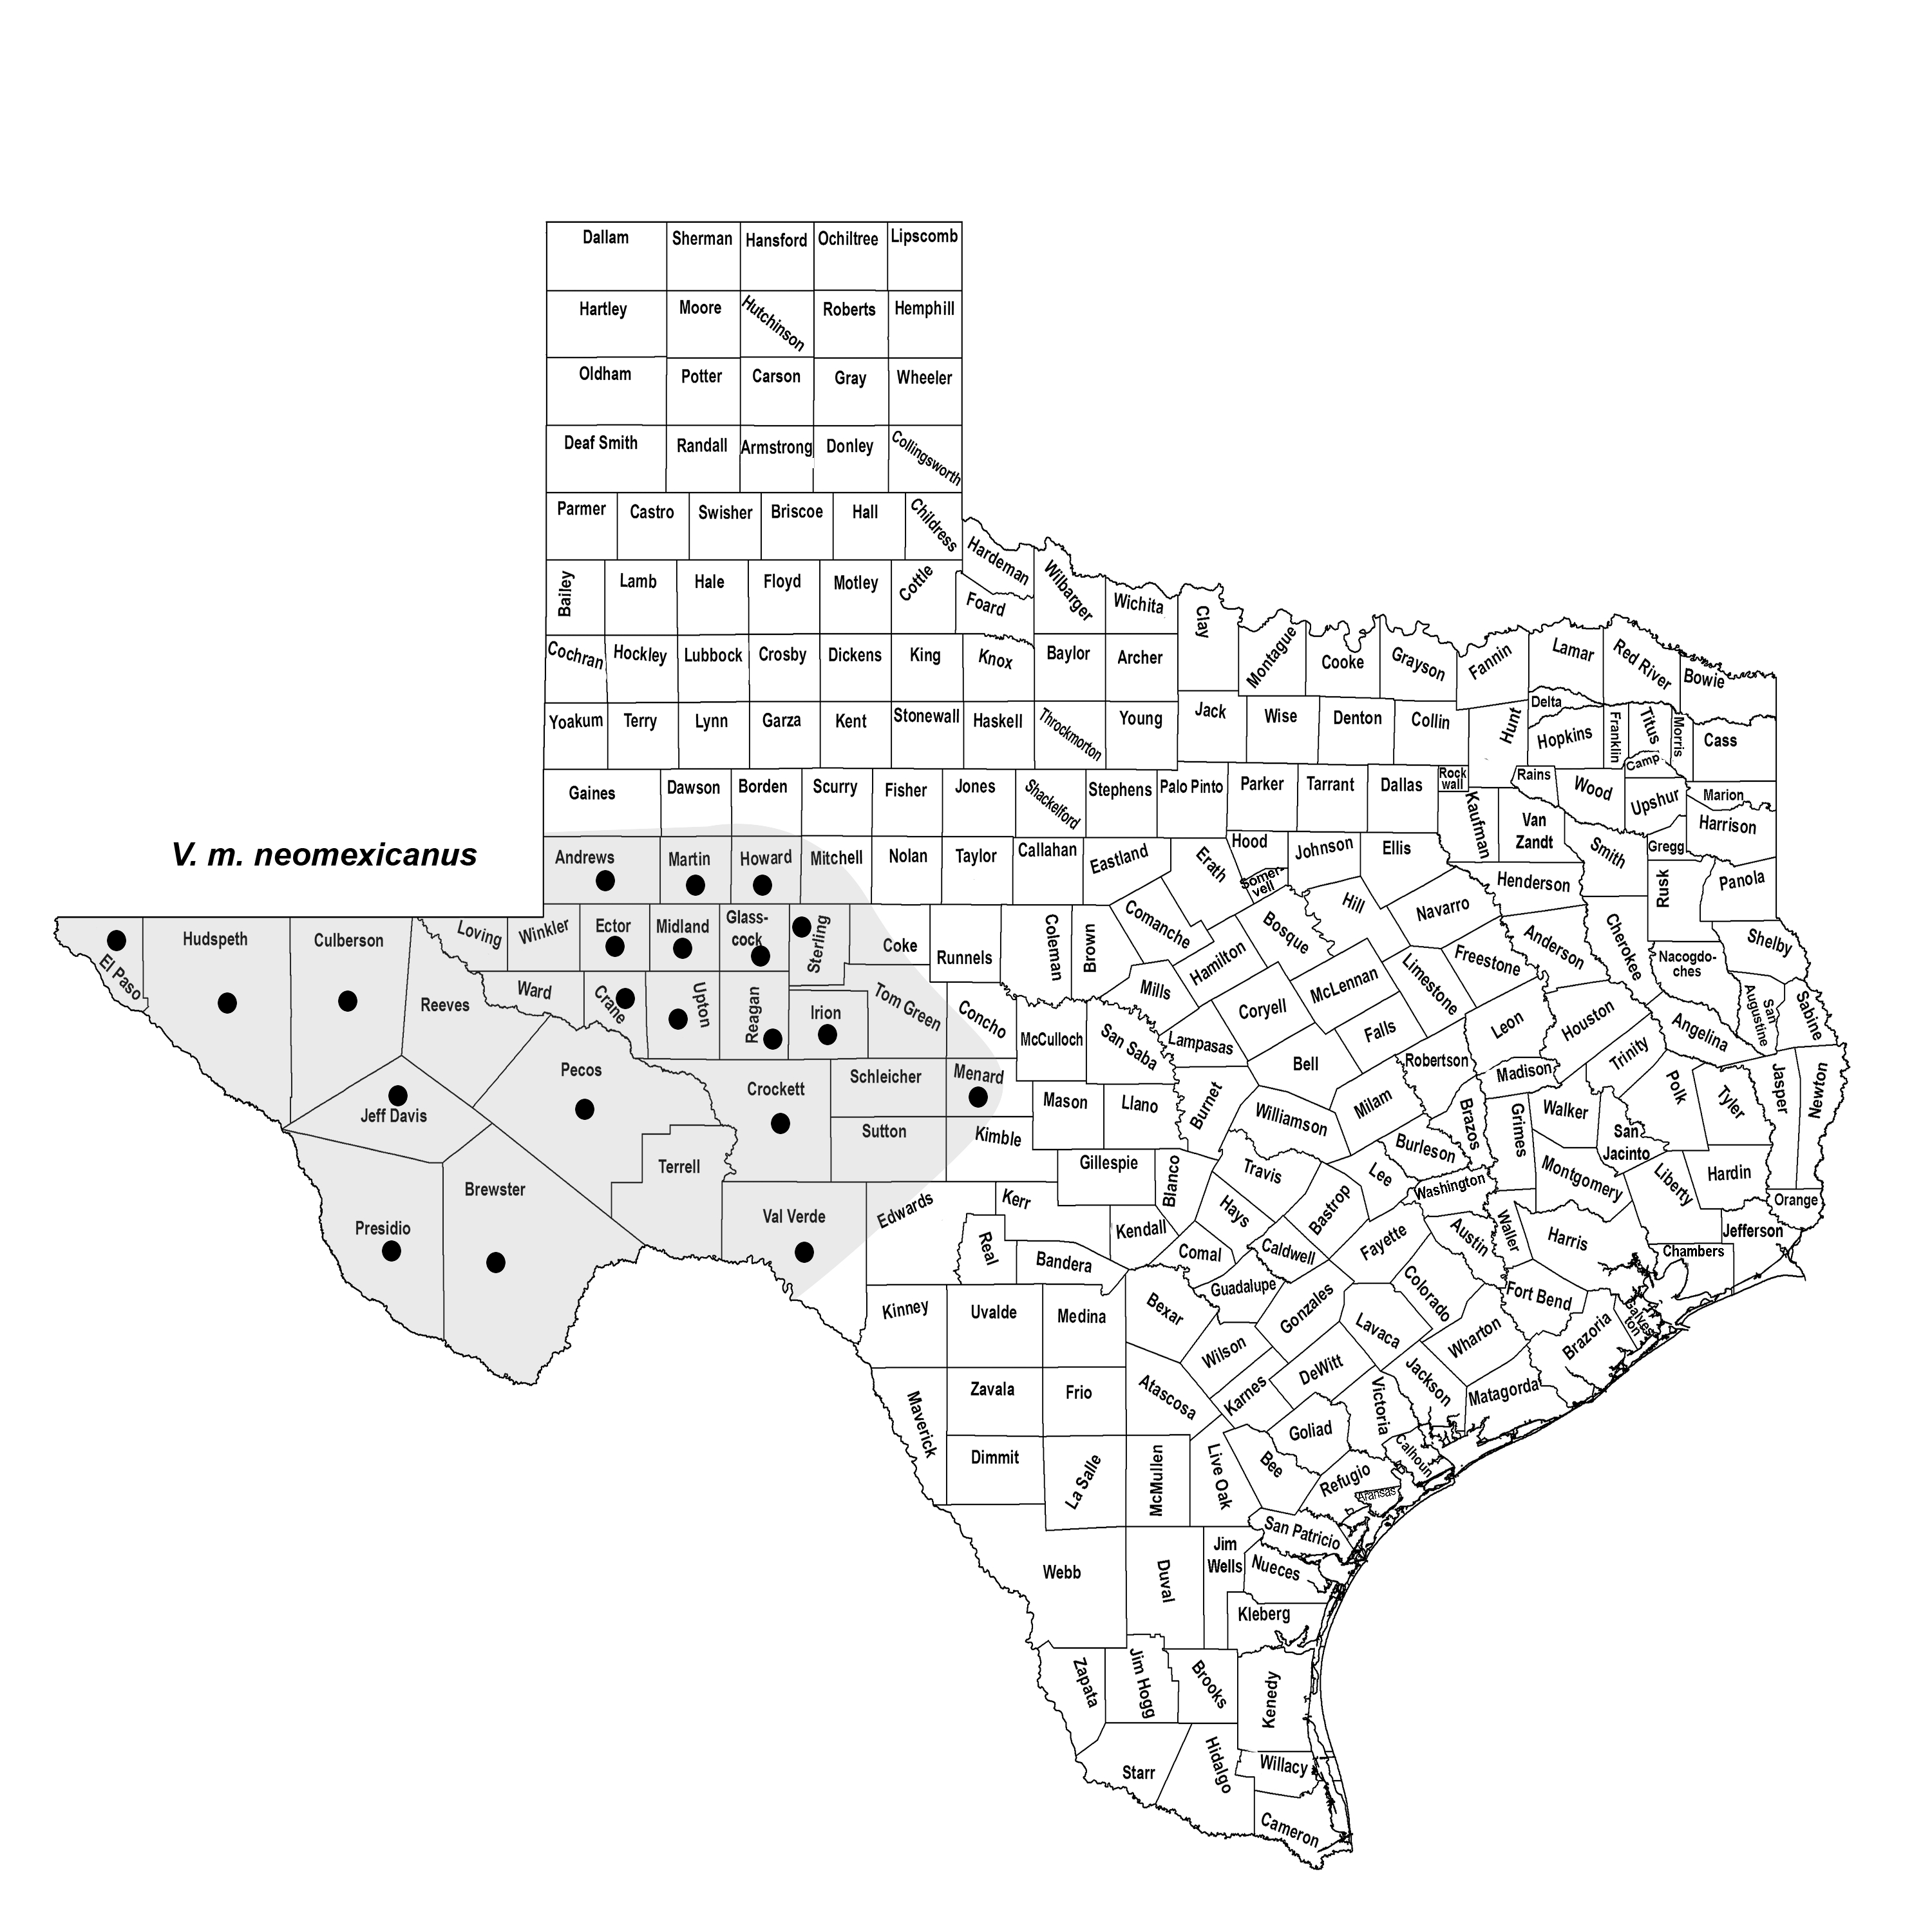 Dallam
Sherman
Hansford
Ochiltree
Lipscomb
Hartley
Moore
Hutchinson
Roberts
Hemphill
Oldham
Potter
Carson
Gray
Wheeler
Deaf Smith
Randall
Armstrong
Donley
Collingsworth
Parmer
Castro
Swisher
Briscoe
Hall
Childress
Hardeman
Bailey
Lamb
Hale
Floyd
Motley
Cottle
Foard
Wilbarger
Wichita
Clay
Montague
Cooke
Grayson
Fannin
Lamar
Red River
Bowie
Cochran
Hockley
Lubbock
Crosby
Dickens
King
Knox
Baylor
Archer
Yoakum
Terry
Lynn
Garza
Kent
Stonewall
Haskell
Throckmorton
Young
Jack
Wise
Denton
Collin
Hunt
Delta
Hopkins
Franklin
Titus
Morris
Cass
Camp
Gaines
Dawson
Borden
Scurry
Fisher
Jones
Shackelford
Stephens
Palo Pinto
Parker
Tarrant
Dallas
Rock
wall
Kaufman
Rains
Van
Zandt
Wood
Upshur
Marion
Harrison
V. m. neomexicanus
Andrews
Martin
Howard
Mitchell
Nolan
Taylor
Callahan
Eastland
Erath
Hood
Somer-
vell
Johnson
Ellis
Henderson
Smith
Gregg
Rusk
Panola
El Paso
Hudspeth
Culberson
Reeves
Loving
Winkler
Ector
Midland
Glass-
cock
Sterling
Coke
Runnels
Coleman
Brown
Comanche
Hamilton
Bosque
Hill
Navarro
Freestone
Anderson
Cherokee
Nacogdo-
ches
Shelby
Ward
Crane
Upton
Reagan
Irion
Tom Green
Concho
McCulloch
San Saba
Mills
Lampasas
Coryell
McLennan
Limestone
Falls
Bell
Leon
Houston
Angelina
San
Augustine
Sabine
Jeff Davis
Pecos
Crockett
Schleicher
Menard
Mason
Llano
Burnet
Williamson
Milam
Robertson
Madison
Trinity
Polk
Tyler
Jasper
Newton
Presidio
Brewster
Terrell
Val Verde
Sutton
Kimble
Gillespie
Blanco
Travis
Lee
Burleson
Brazos
Grimes
Walker
San
Jacinto
Montgomery
Liberty
Hardin
Orange
Jefferson
Edwards
Kerr
Real
Bandera
Kendall
Comal
Hays
Caldwell
Bastrop
Fayette
Washington
Austin
Waller
Harris
Chambers
Kinney
Uvalde
Medina
Bexar
Guadalupe
Gonzales
Lavaca
Colorado
Wharton
Fort Bend
Brazoria
Galves-
ton
Maverick
Zavala
Frio
Atascosa
Wilson
Karnes
DeWitt
Victoria
Jackson
Matagorda
Dimmit
La Salle
McMullen
Live Oak
Bee
Goliad
Refugio
Calhoun
Aransas
San Patricio
Webb
Duval
Jim
Wells
Nueces
Kleberg
Zapata
Jim Hogg
Brooks
Kenedy
Starr
Hidalgo
Willacy
Cameron